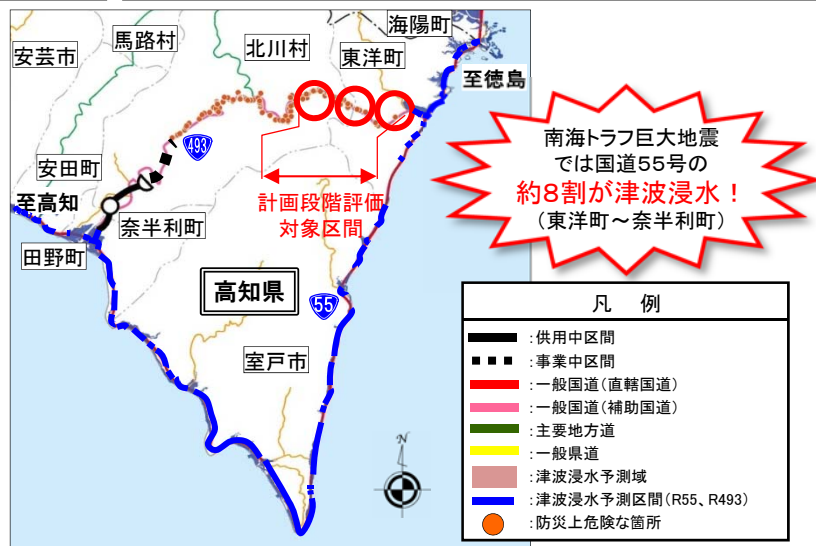 海陽町
馬路村
北川村
東洋町
安芸市
至徳島
493
安田町
計画段階評価
対象区間
至高知
奈半利町
田野町
高知県
55
室戸市
N
南海トラフ巨大地震
では国道55号の
約8割が津波浸水！
（東洋町～奈半利町）
凡 例
:供用中区間
:事業中区間
:一般国道(直轄国道)
:一般国道(補助国道)
:主要地方道
:一般県道
:津波浸水予測域
:津波浸水予測区間(R55、R493)
:防災上危険な箇所